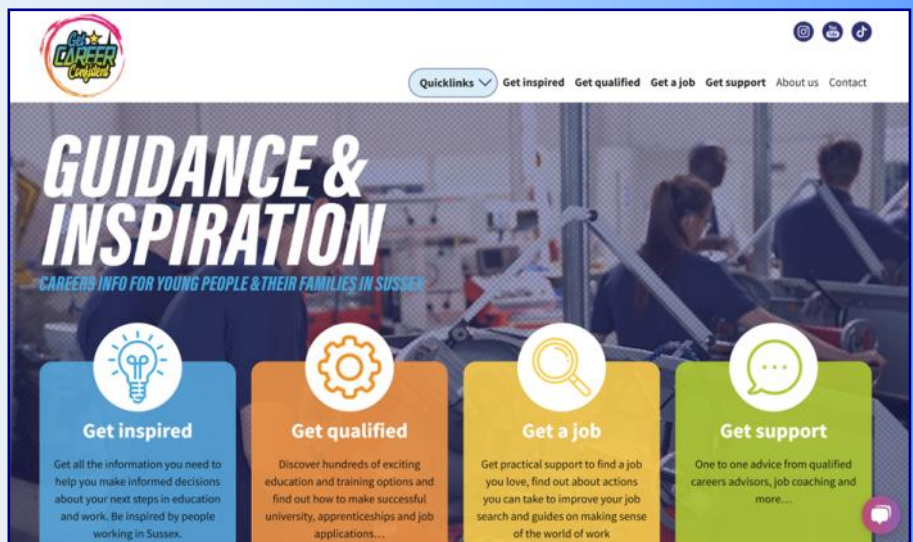 Get
CAREER
Confident
You
Tube
Quicklinks Get inspired Get qualified Get a job Get support About us Contact
GUIDANCE &
INSPIRATION
CAREERS INFO FOR YOUNG PEOPLE & THEIR FAMILIES IN SUSSEX
Get inspired
Get all the information you need to
help you make informed decisions
about your next steps in education
and work. Be inspired by people
working in Sussex.
Get qualified
Discover hundreds of exciting
education and training options and
find out how to make successful
university, apprenticeships and job
applications…
Get a job
Get practical support to find a job
you love, find out about actions
you can take to improve your job
search and guides on making sense
of the world of work
Get support
One to one advice from qualified
careers advisors, job coaching and
more…